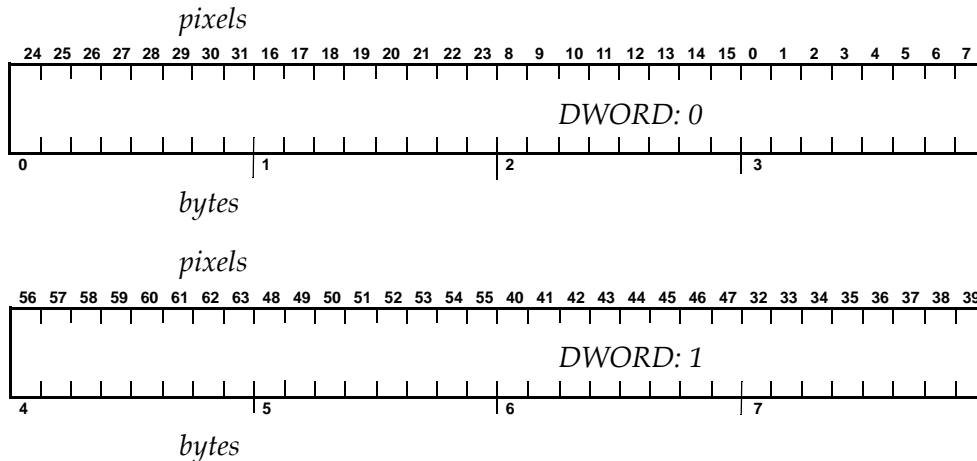 pixels
24 25 26 27 28 29 30 31 16 17 18 19 20 21 22 23 8 9 10 11 12 13 14 15 0 1 2 3 4 5 6 7
DWORD: 0
0 1 2 3
bytes
pixels
56 57 58 59 60 61 62 63 48 49 50 51 52 53 54 55 40 41 42 43 44 45 46 47 32 33 34 35 36 37 38 39
DWORD: 1
4 5 6 7
bytes